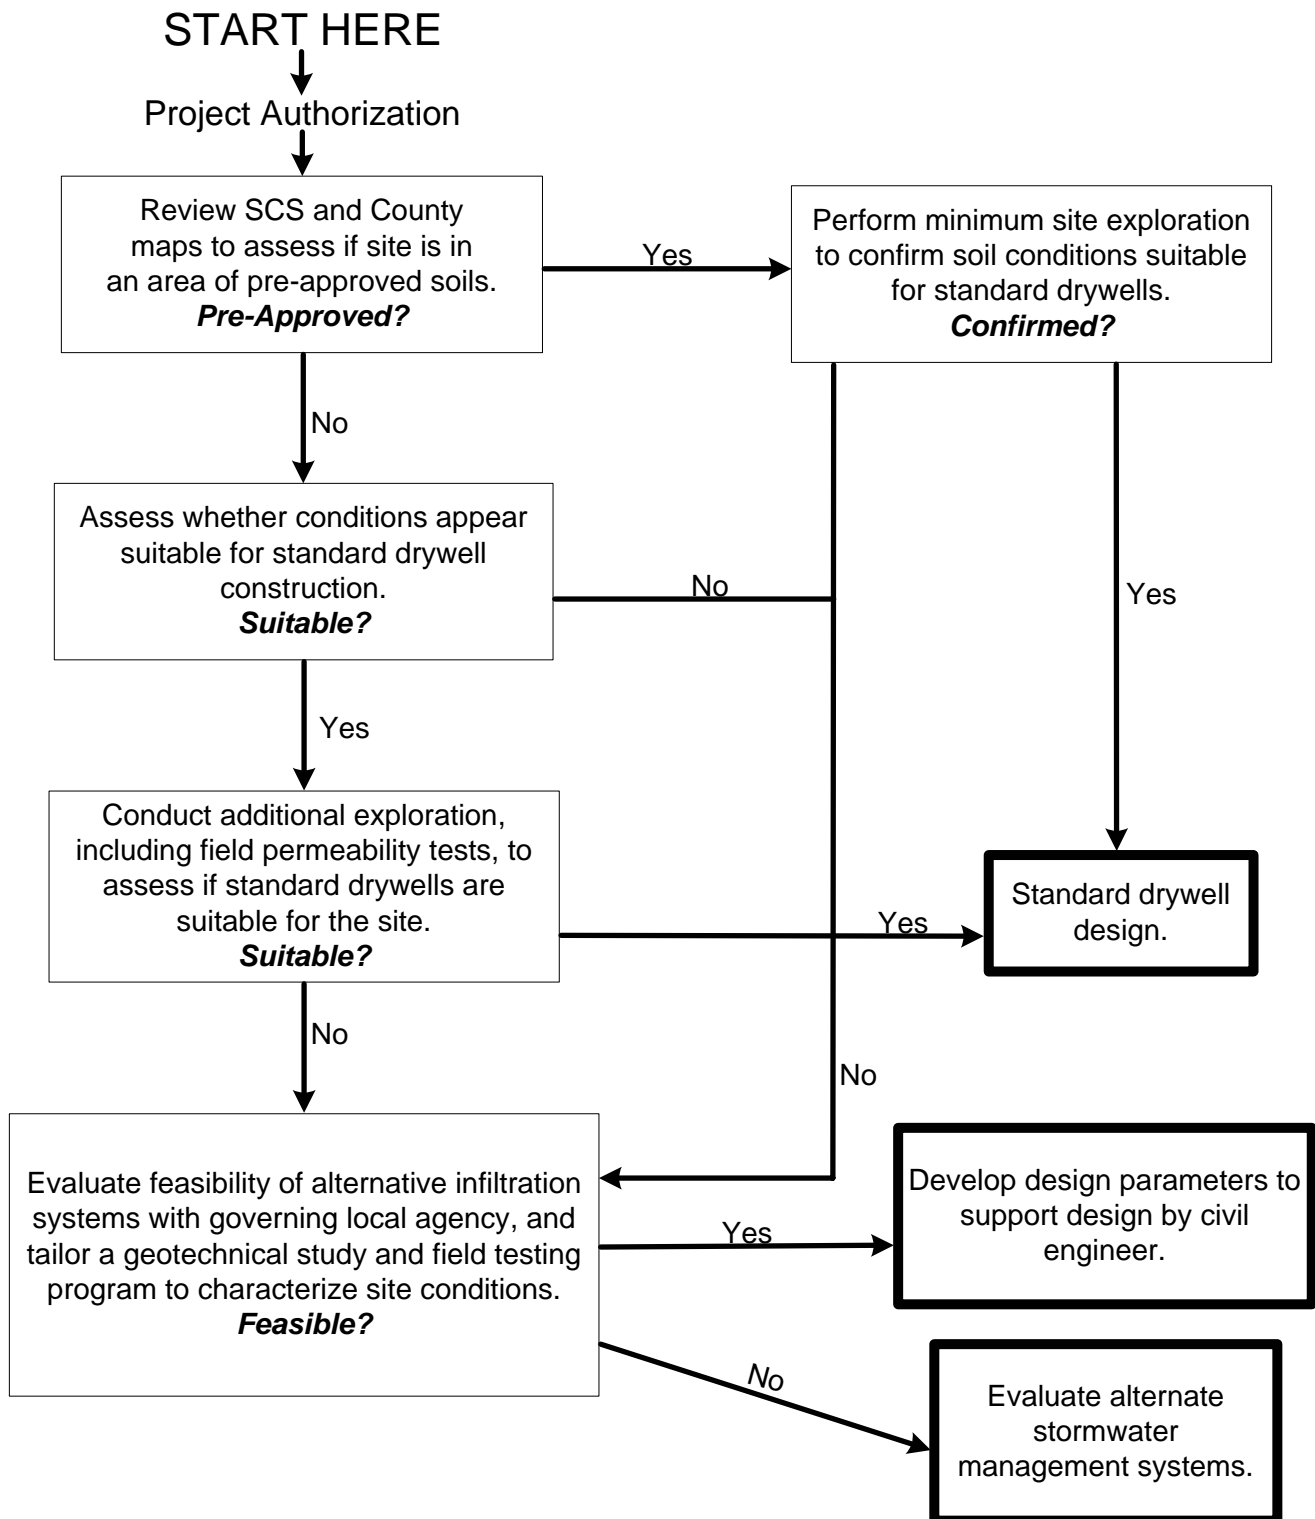 START HERE
Project Authorization
Review SCS and County
maps to assess if site is in
an area of pre-approved soils.
Pre-Approved?
Yes
Perform minimum site exploration
to confirm soil conditions suitable
for standard drywells.
Confirmed?
No
Assess whether conditions appear
suitable for standard drywell
construction.
Suitable?
No
Yes
Yes
Conduct additional exploration,
including field permeability tests, to
assess if standard drywells are
suitable for the site.
Suitable?
Yes
Standard drywell
design.
No
No
Evaluate feasibility of alternative infiltration
systems with governing local agency, and
tailor a geotechnical study and field testing
program to characterize site conditions.
Feasible?
Yes
Develop design parameters to
support design by civil
engineer.
No
Evaluate alternate
stormwater
management systems.